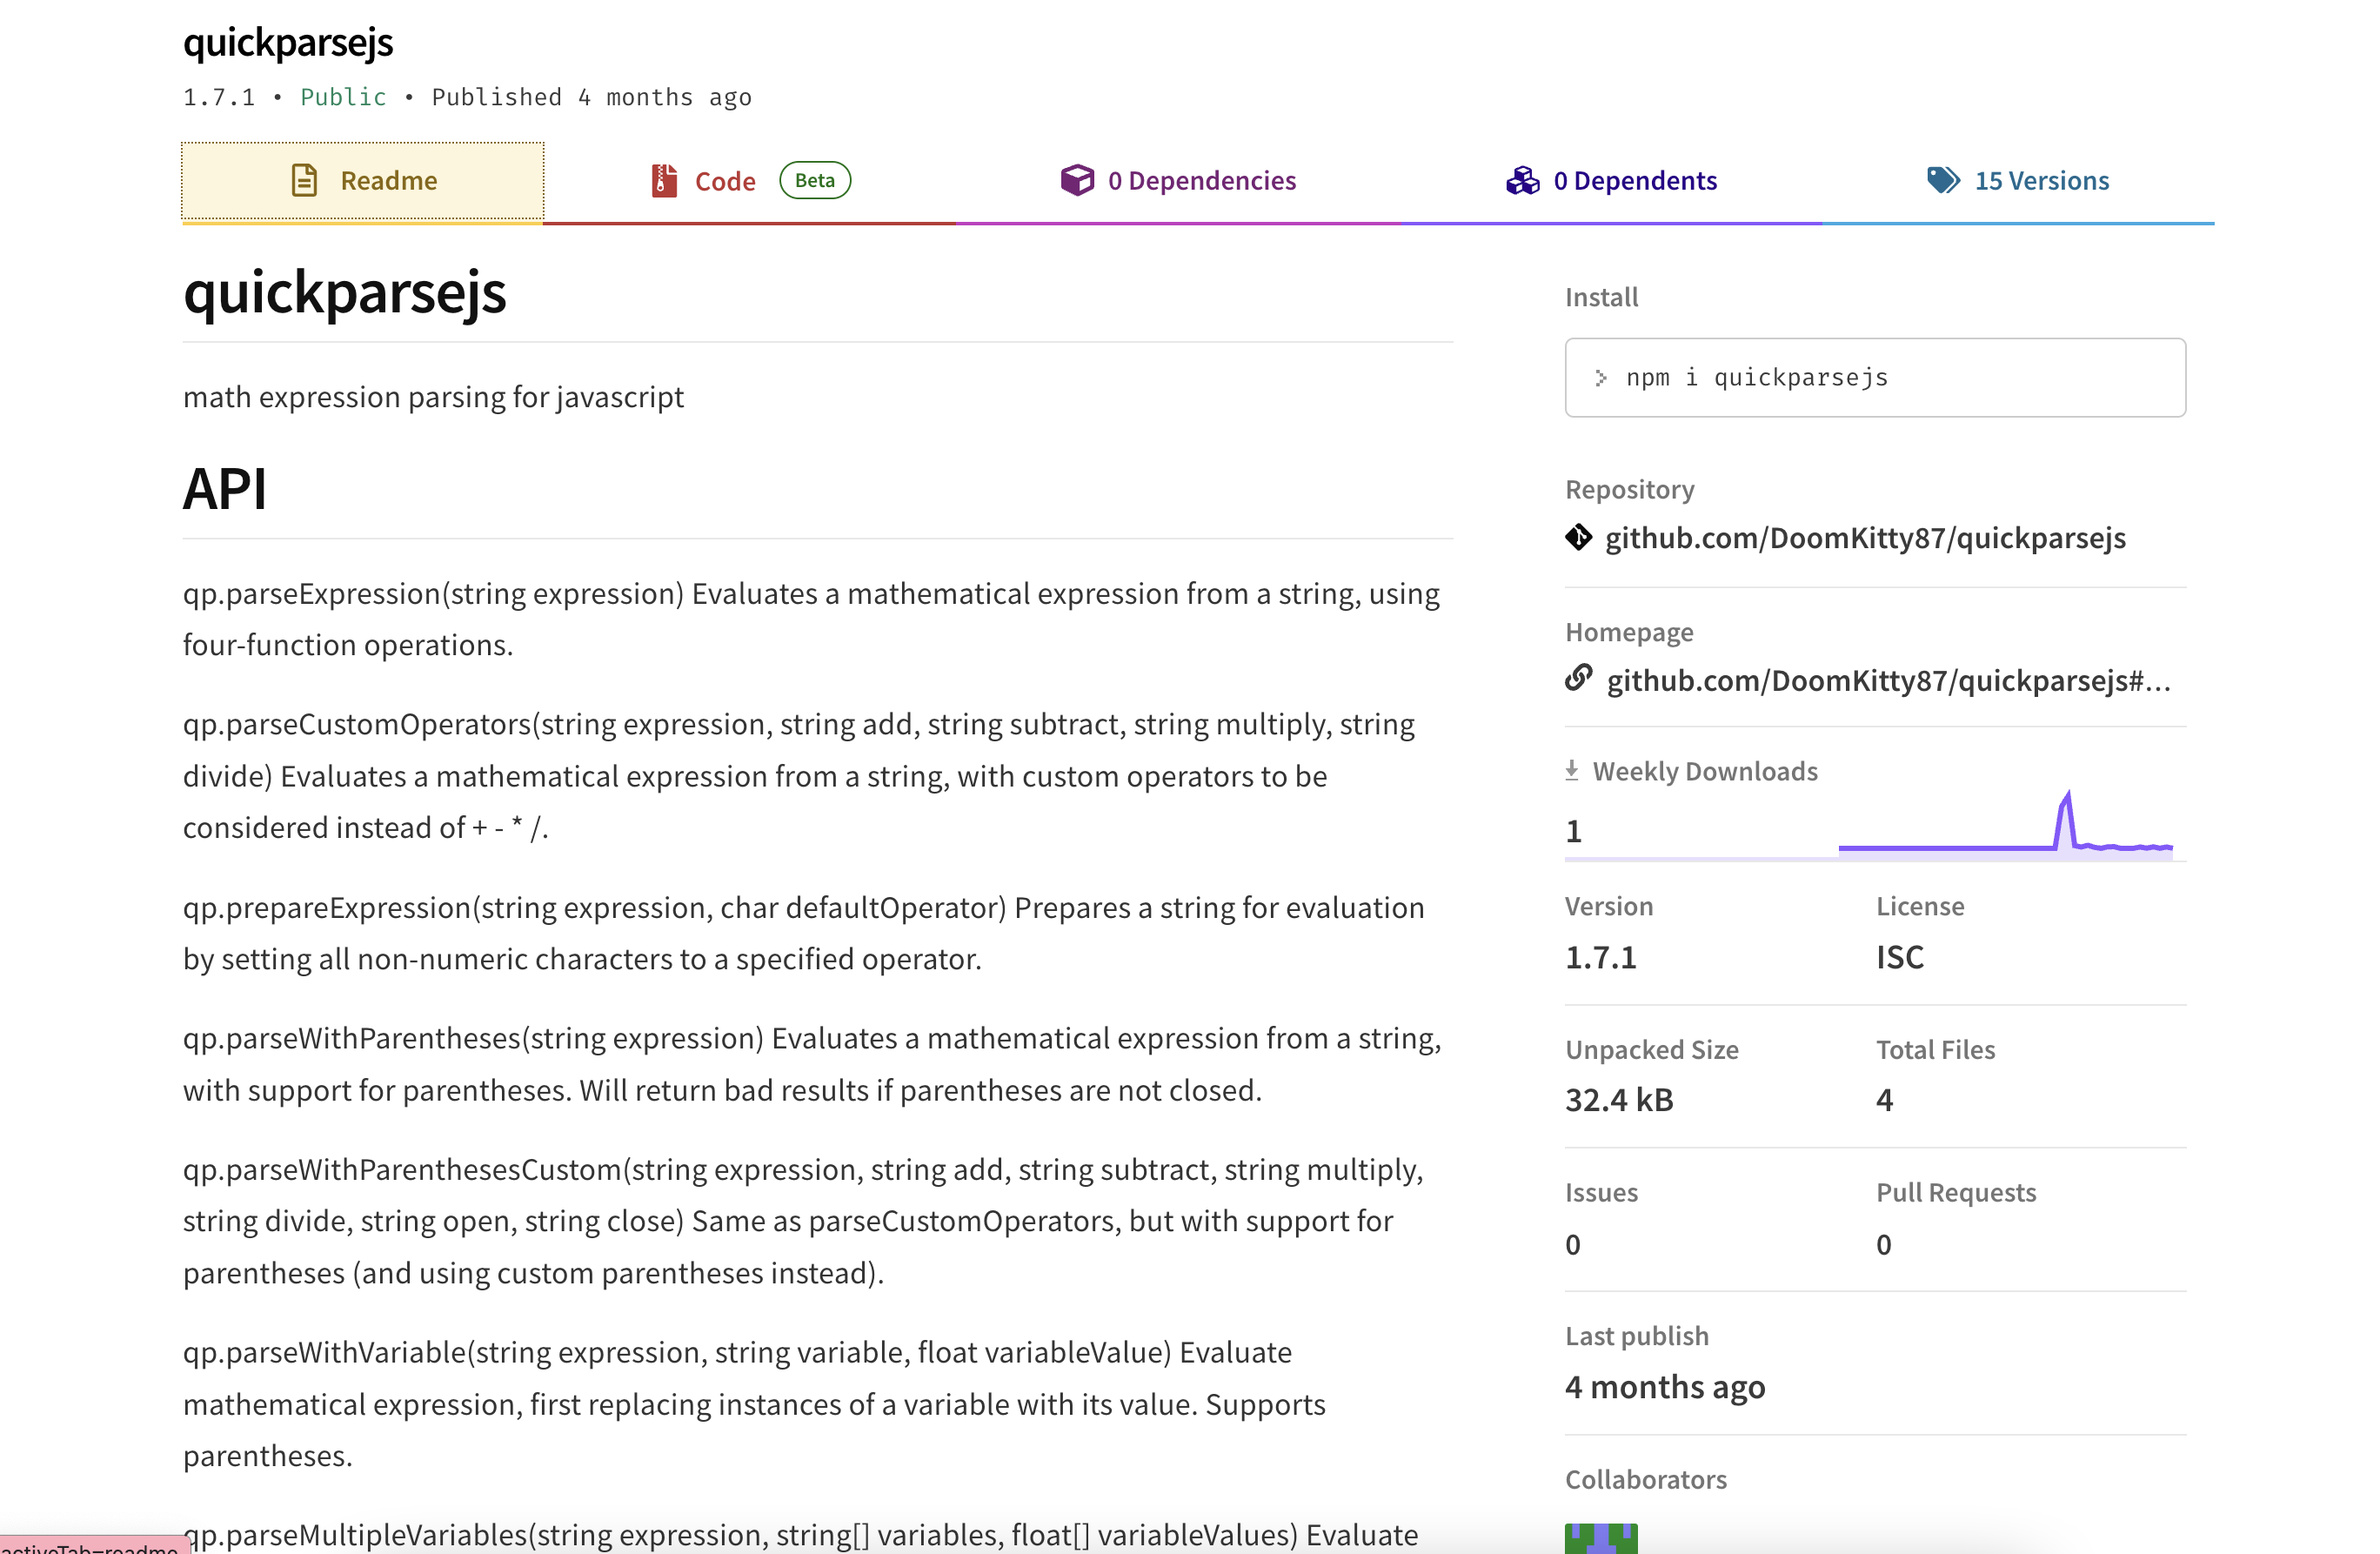 quickparsejs
1.7.1 • Public • Published 4 months ago
Readme
Code Beta
0 Dependencies
0 Dependents
15 Versions
quickparsejs
math expression parsing for javascript
API
qp.parseExpression(string expression) Evaluates a mathematical expression from a string, using
four-function operations.
qp.parseCustomOperators(string expression, string add, string subtract, string multiply, string
divide) Evaluates a mathematical expression from a string, with custom operators to be
considered instead of + - * /.
qp.prepareExpression(string expression, char defaultOperator) Prepares a string for evaluation
by setting all non-numeric characters to a specified operator.
qp.parseWithParentheses(string expression) Evaluates a mathematical expression from a string,
with support for parentheses. Will return bad results if parentheses are not closed.
qp.parseWithParenthesesCustom(string expression, string add, string subtract, string multiply,
string divide, string open, string close) Same as parseCustomOperators, but with support for
parentheses (and using custom parentheses instead).
qp.parseWithVariable(string expression, string variable, float variableValue) Evaluate
mathematical expression, first replacing instances of a variable with its value. Supports
parentheses.
qp.parseMultipleVariables(string expression, string[] variables, float[] variableValues) Evaluate
activeTab=readme
Install
> npm i quickparsejs
Repository
github.com/DoomKitty87/quickparsejs
Homepage
github.com/DoomKitty87/quickparsejs#...
Weekly Downloads
1
Version
License
1.7.1
ISC
Unpacked Size
Total Files
32.4 kB
4
Issues
Pull Requests
0
0
Last publish
4 months ago
Collaborators